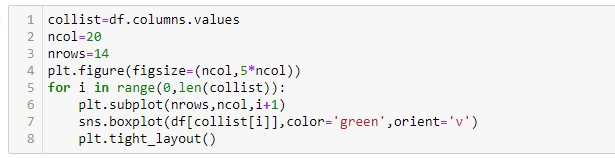 1 collist=df.columns.values
2 ncol=20
3 nrows=14
4 plt.figure(figsize=(ncol,5*ncol))
5 for i in range(0,len(collist)):
6     plt.subplot(nrows,ncol,i+1)
7     sns.boxplot(df[collist[i]],color='green',orient='v')
8     plt.tight_layout()